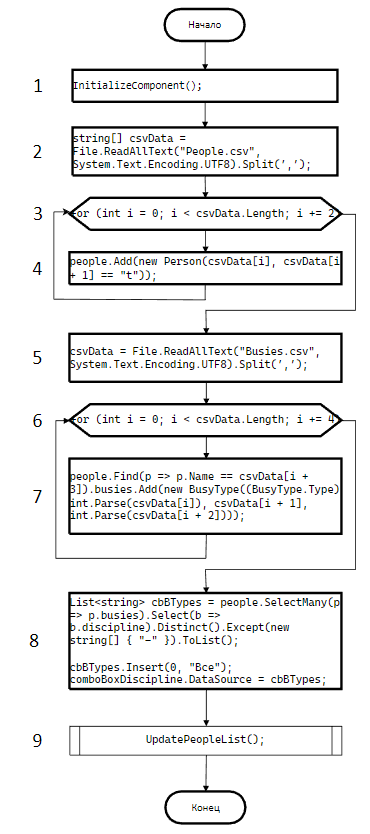 Начало
1
InitializeComponent();
2
string[] csvData =
File.ReadAllText("People.csv",
System.Text.Encoding.UTF8).Split(’,’);
3
for (int i = 0; i < csvData.Length; i += 2)
4
people.Add(new Person(csvData[i], csvData[i
+ 1] == "t"));
5
csvData = File.ReadAllText("Busies.csv",
System.Text.Encoding.UTF8).Split(’,’);
6
for (int i = 0; i < csvData.Length; i += 4)
7
people.Find(p => p.Name == csvData[i +
3]).busies.Add(new BusyType((BusyType.Type)
int.Parse(csvData[i]), csvData[i + 1],
int.Parse(csvData[i + 2])));
8
List<string> cbBTypes = people.SelectMany(p
=> p.busies).Select(b =>
b.discipline).Distinct().Except(new
string[] { "–" }).ToList();
cbBTypes.Insert(0, "Все");
comboBoxDiscipline.DataSource = cbBTypes;
9
UpdatePeopleList();
Конец